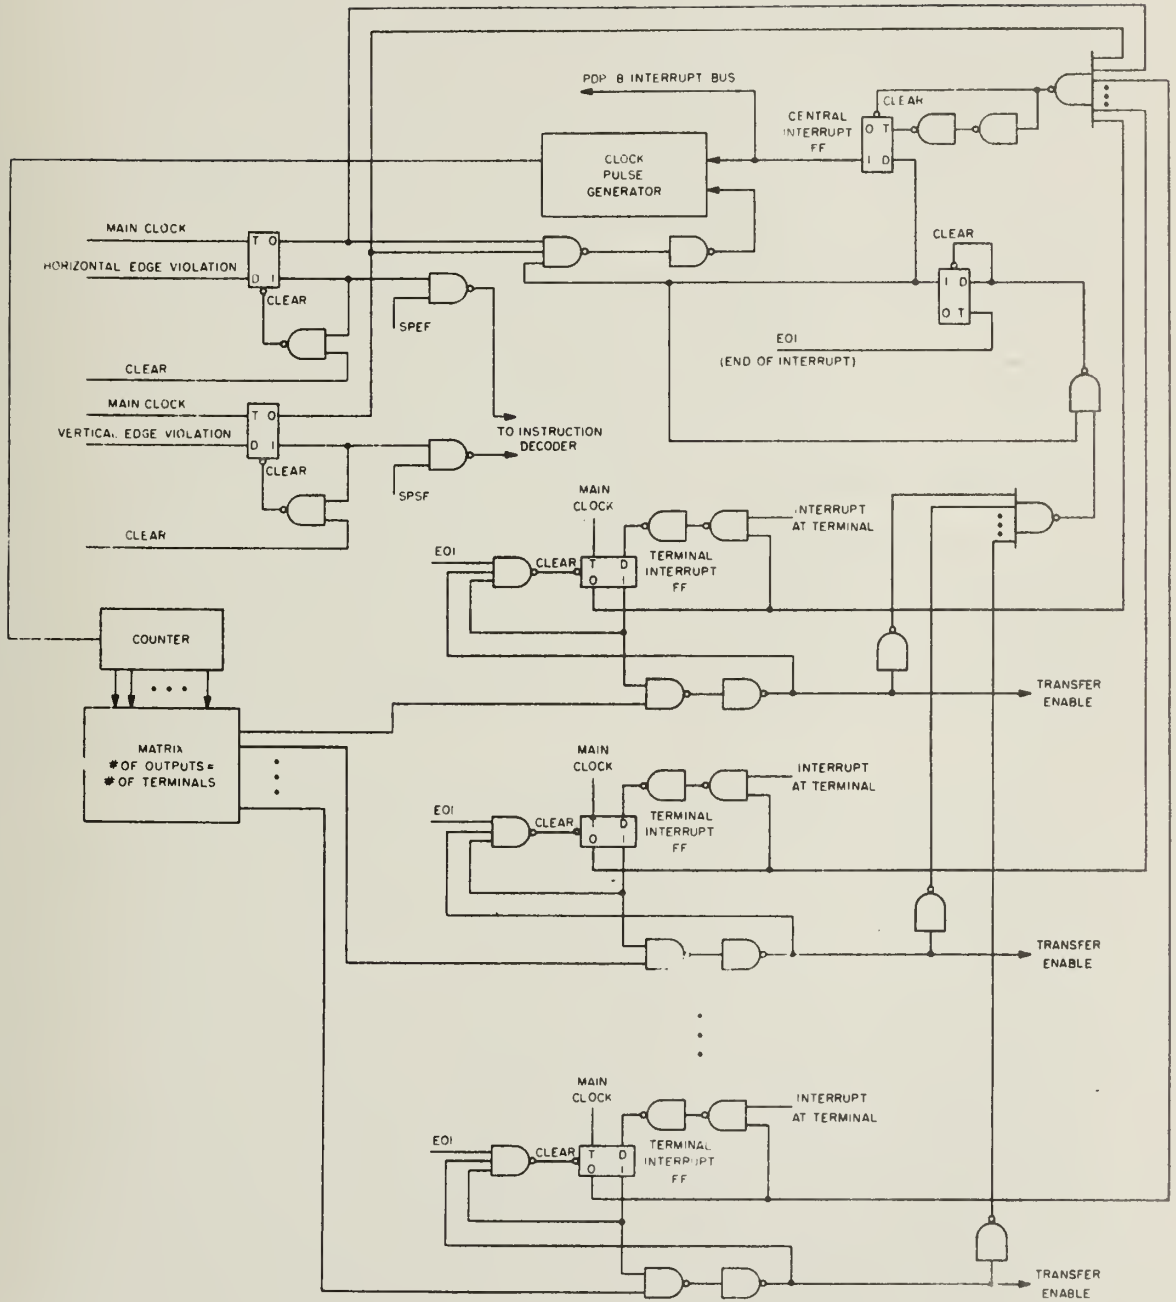 PDP 8 INTERRUPT BUS
CLEAR
CENTRAL
INTERRUPT
FF
O T
I D
CLOCK
PULSE
GENERATOR
MAIN CLOCK
T O
HORIZONTAL EDGE VIOLATION
D I
CLEAR
SPEF
CLEAR
CLEAR
I D
O T
EOI
(END OF INTERRUPT)
MAIN CLOCK
T O
VERTICAL EDGE VIOLATION
D I
CLEAR
SPSF
CLEAR
TO INSTRUCTION
DECODER
MAIN
CLOCK
INTERRUPT
AT TERMINAL
EOI
CLEAR
T D
O I
TERMINAL
INTERRUPT
FF
COUNTER
TRANSFER
ENABLE
MATRIX
# OF OUTPUTS =
# OF TERMINALS
MAIN
CLOCK
INTERRUPT
AT TERMINAL
EOI
CLEAR
T D
O I
TERMINAL
INTERRUPT
FF
TRANSFER
ENABLE
MAIN
CLOCK
INTERRUPT
AT TERMINAL
EOI
CLEAR
T D
O I
TERMINAL
INTERRUPT
FF
TRANSFER
ENABLE